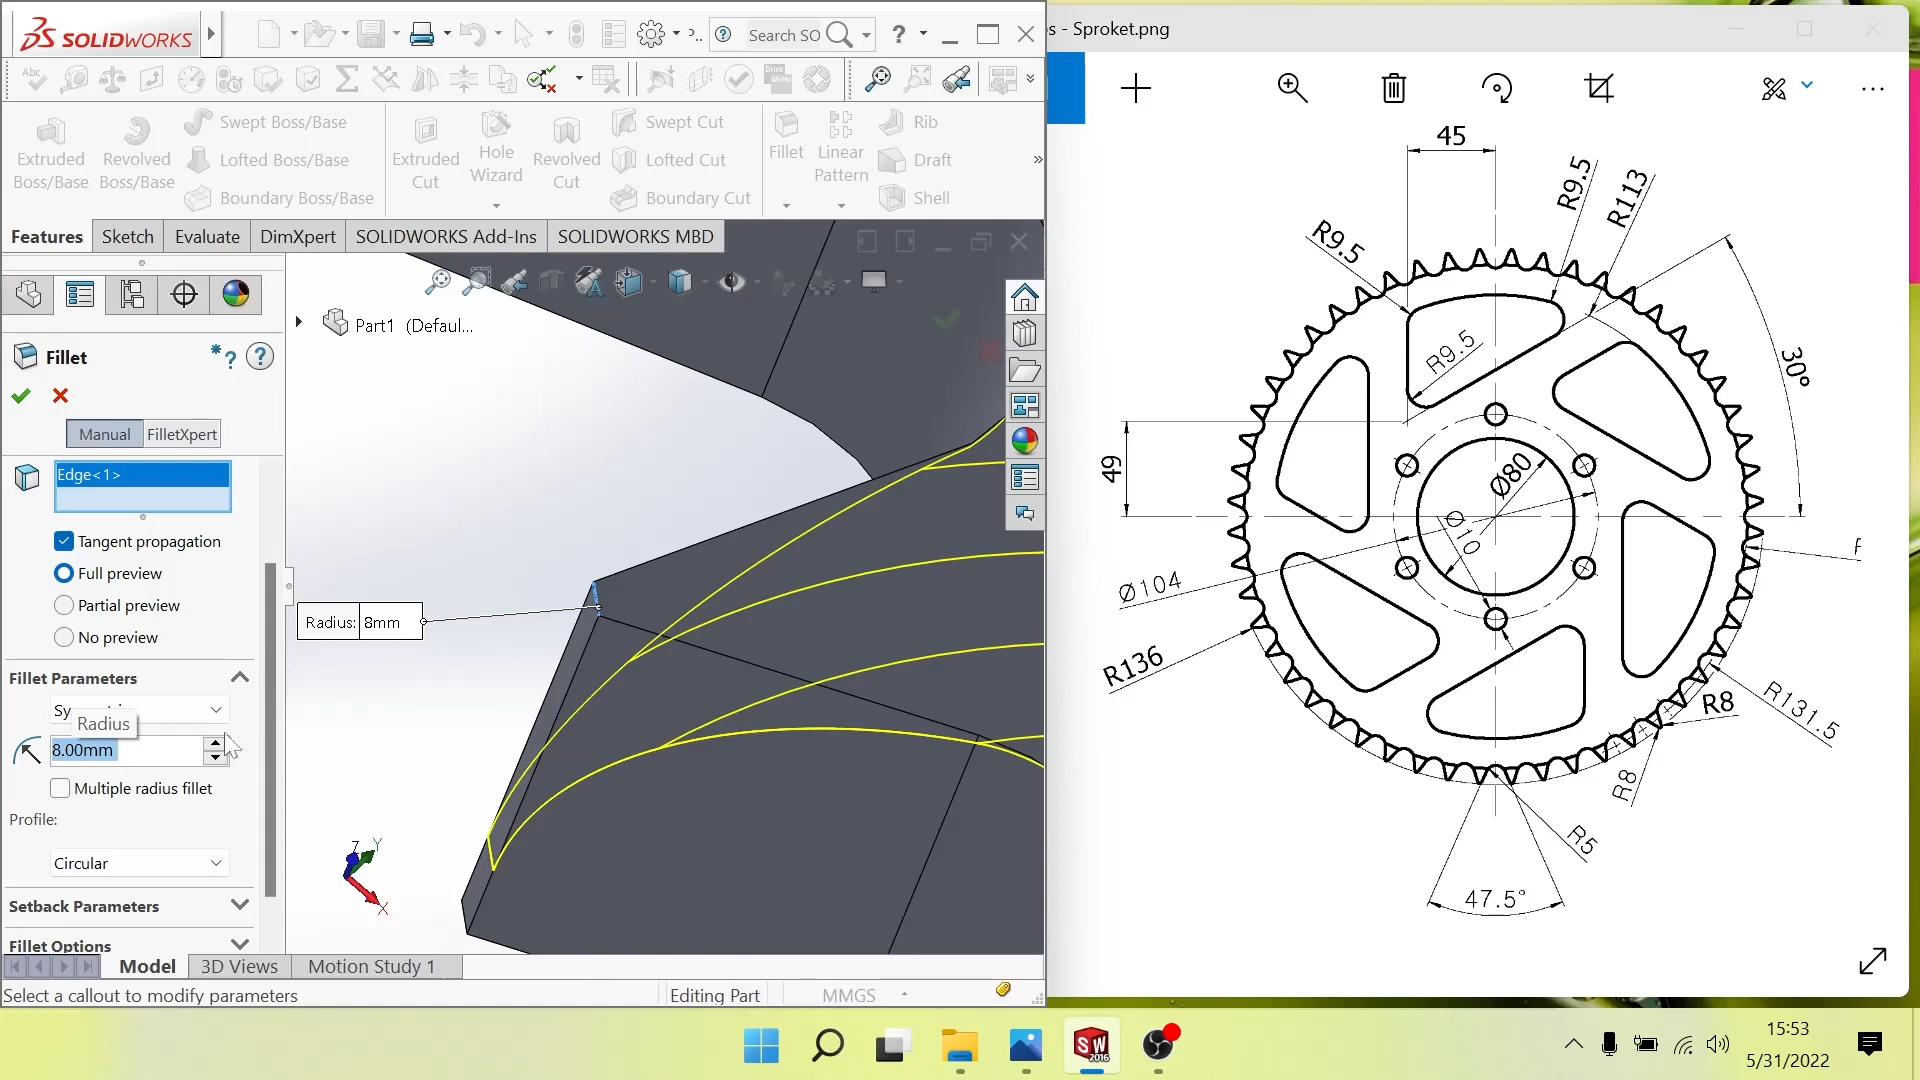 SOLIDWORKS
Search SO
s - Sproket.png
Abc
Extruded
Boss/Base
Revolved
Boss/Base
Swept Boss/Base
Lofted Boss/Base
Boundary Boss/Base
Extruded
Cut
Hole
Wizard
Revolved
Cut
Swept Cut
Lofted Cut
Boundary Cut
Fillet
Linear
Pattern
Rib
Draft
Shell
Features
Sketch
Evaluate
DimXpert
SOLIDWORKS Add-Ins
SOLIDWORKS MBD
Part1 (Defaul...
Fillet
Manual
FilletXpert
Edge<1>
Tangent propagation
Full preview
Partial preview
No preview
Fillet Parameters
Radius
8.00mm
Multiple radius fillet
Profile:
Circular
Setback Parameters
Fillet Options
Radius: 8mm
Z
Y
X
Model
3D Views
Motion Study 1
Select a callout to modify parameters
Editing Part
MMGS
45
R9.5
R113
R9.5
R9.5
30°
49
Ø80
Ø10
Ø104
R136
R8
R131.5
R8
R5
47.5°
SW
2016
15:53
5/31/2022